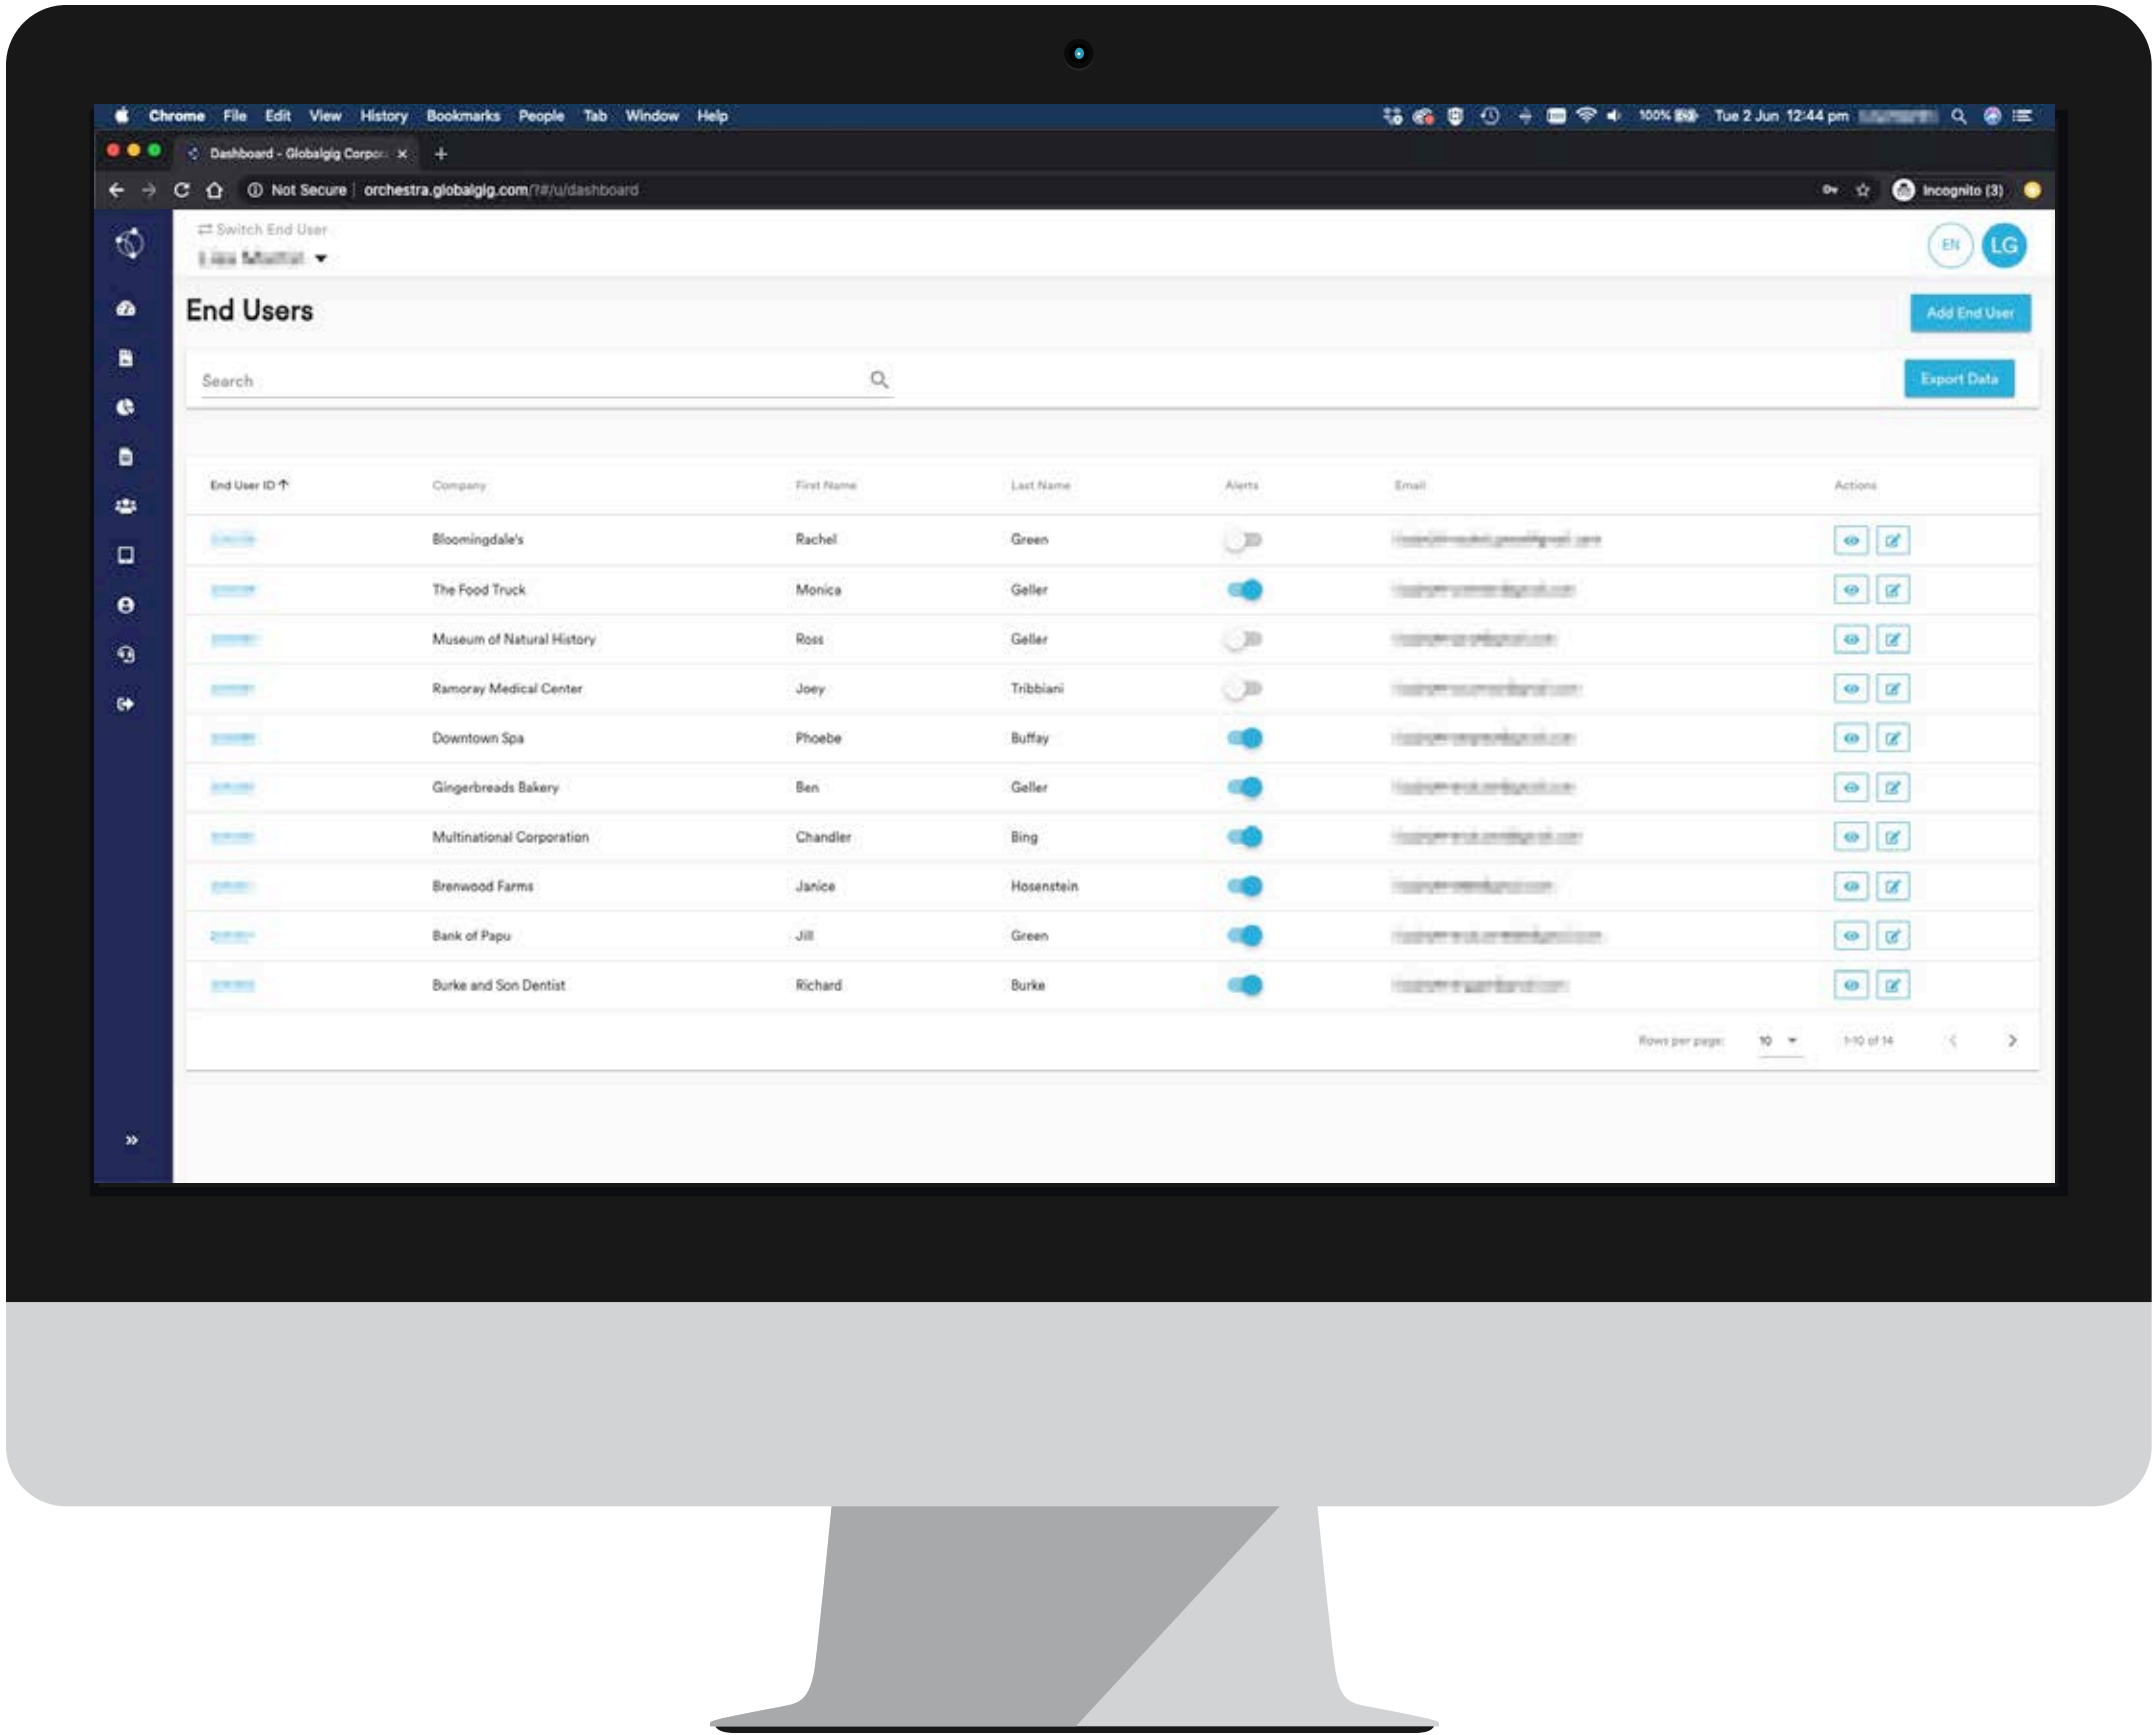 Chrome File Edit View History Bookmarks People Tab Window Help 100% Tue 2 Jun 12:44 pm
Dashboard - Globalgig Corpor
Not Secure | orchestra.globalgig.com/?#/u/dashboard Incognito (3)
Switch End User
EN LG
End Users Add End User
Search Export Data
End User ID Company First Name Last Name Alerts Email Actions
Bloomingdale's Rachel Green
The Food Truck Monica Geller
Museum of Natural History Ross Geller
Ramoray Medical Center Joey Tribbiani
Downtown Spa Phoebe Buffay
Gingerbreads Bakery Ben Geller
Multinational Corporation Chandler Bing
Brenwood Farms Janice Hosenstein
Bank of Papu Jill Green
Burke and Son Dentist Richard Burke
Rows per page: 10 1-10 of 14